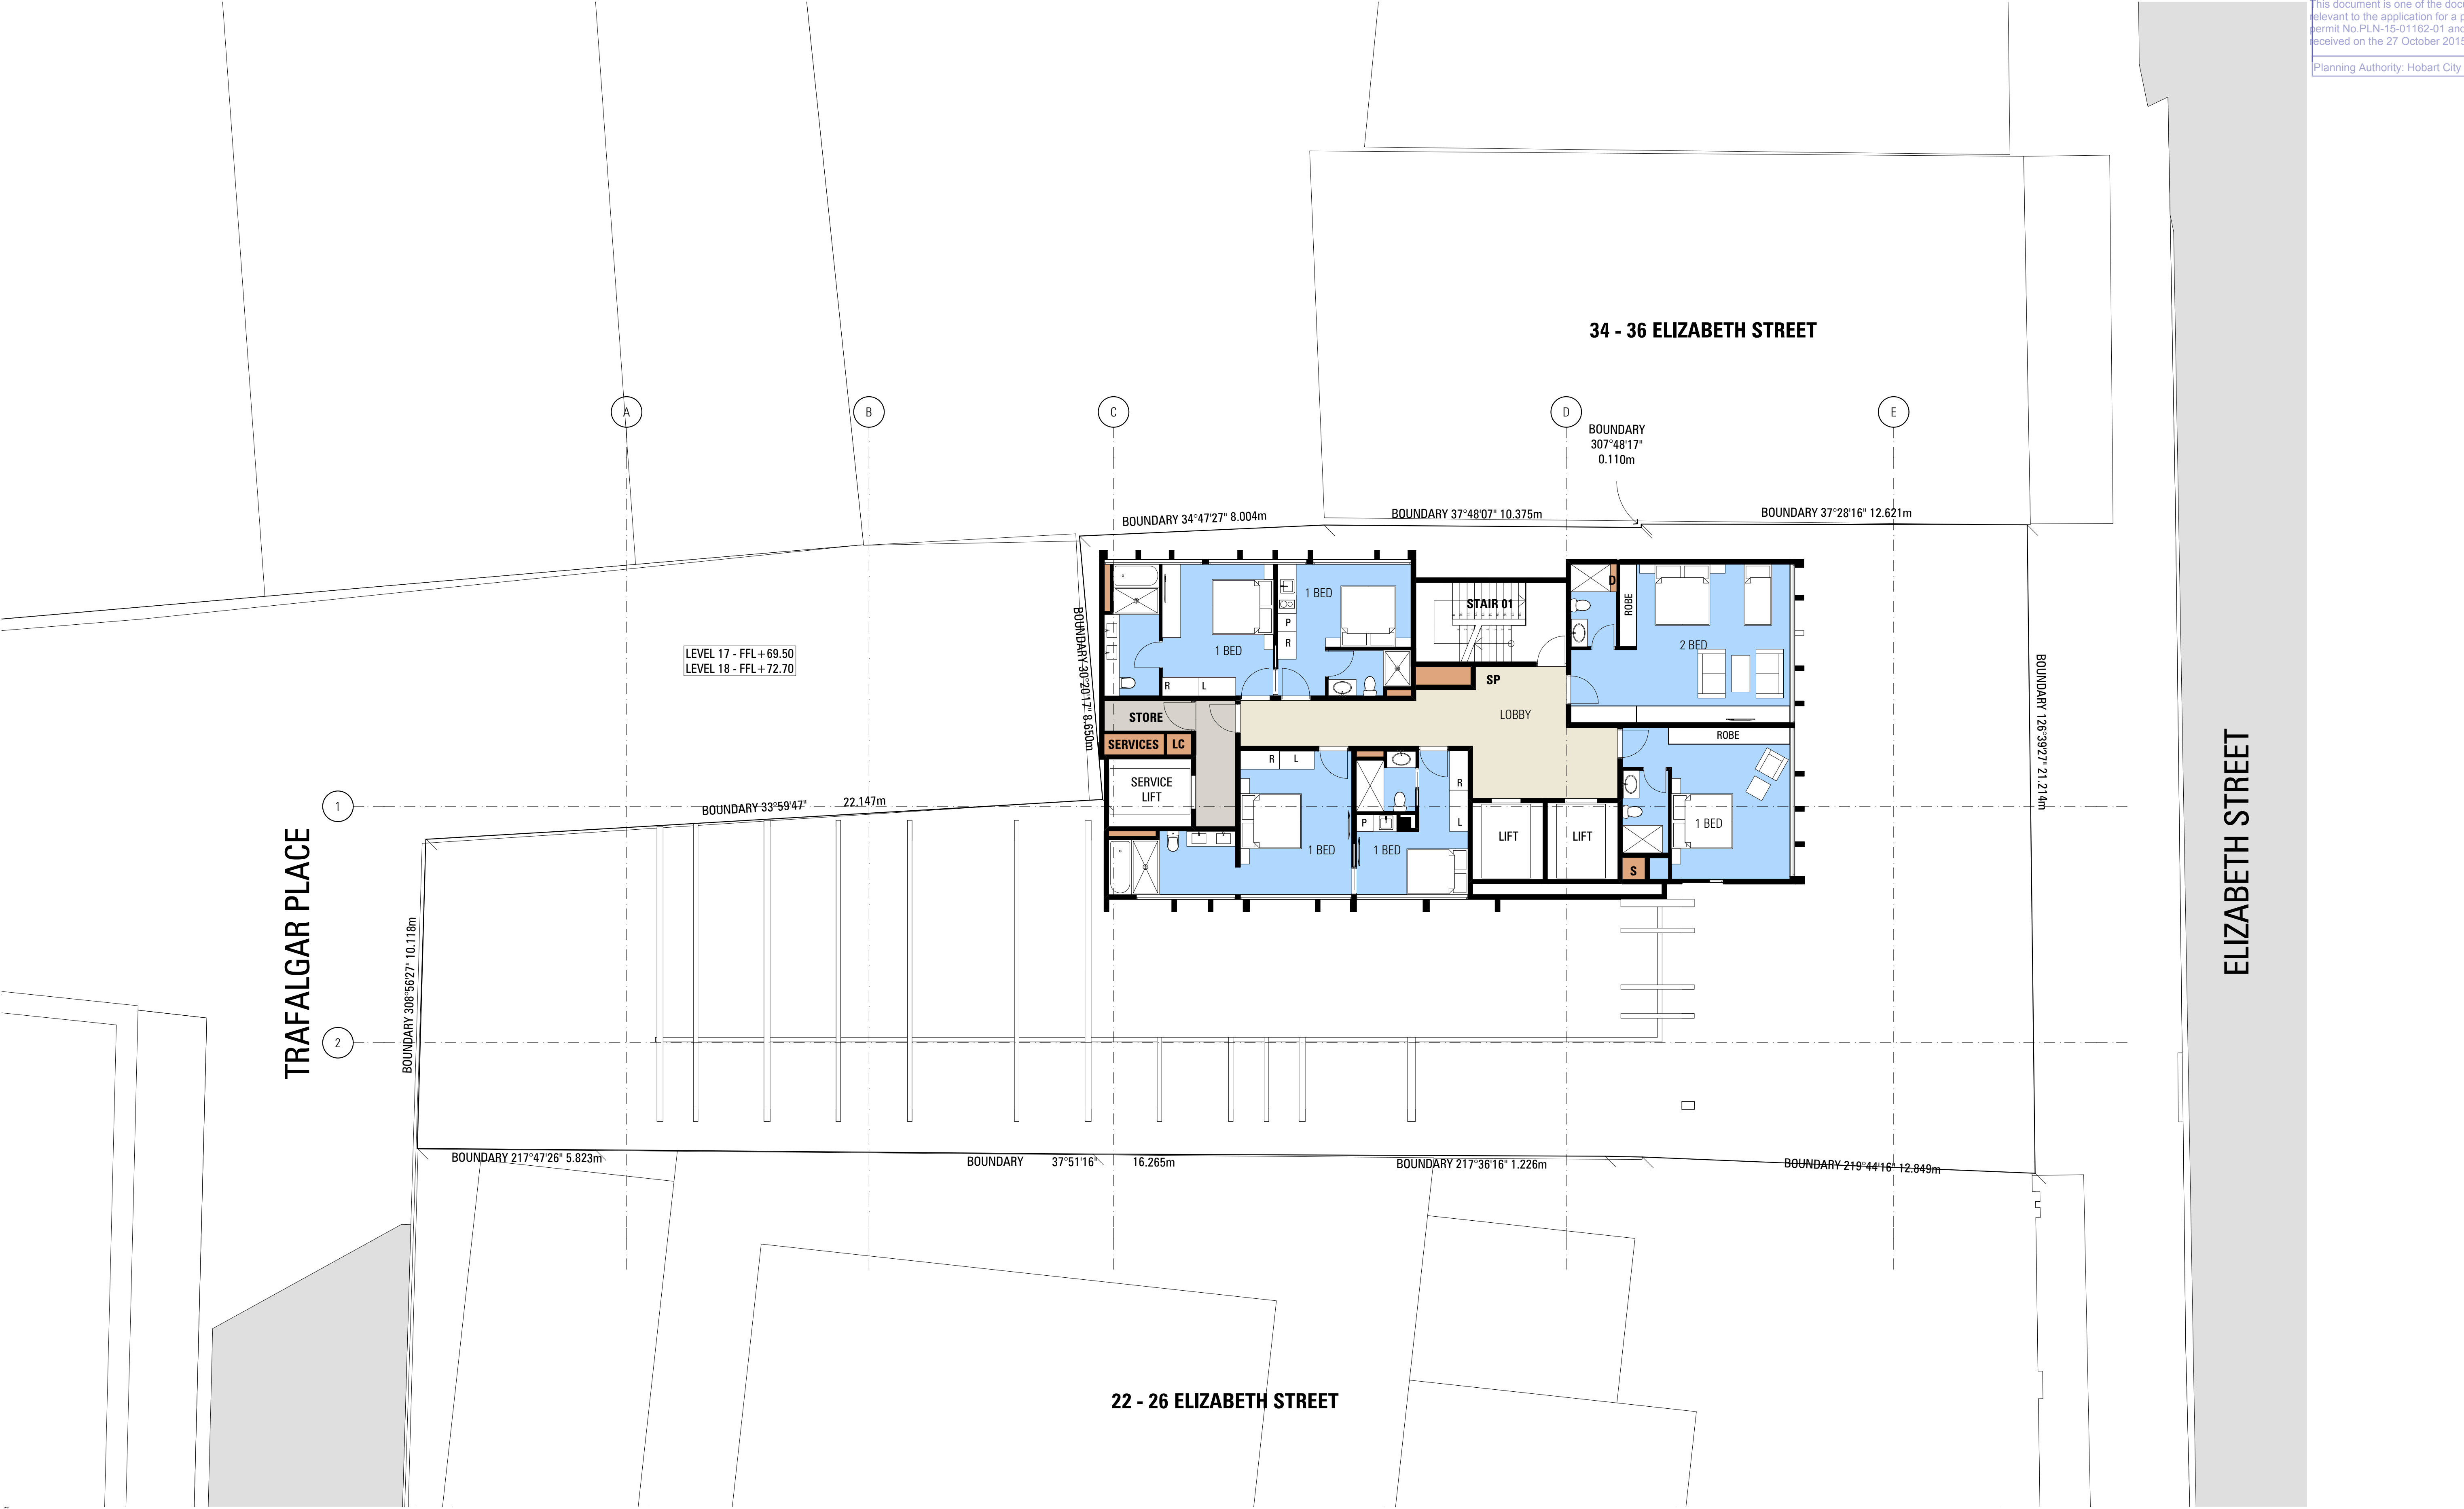 This document is one of the
relevant to the application for a
permit No.PLN-15-01162-01
received on the 27 October 2015
Planning Authority: Hobart City
34 - 36 ELIZABETH STREET
A
B
C
D
E
BOUNDARY
307°48'17"
0.110m
BOUNDARY 34°47'27" 8.004m
BOUNDARY 37°48'07" 10.375m
BOUNDARY 37°28'16" 12.621m
BOUNDARY 30°20'17" 8.650m
LEVEL 17 - FFL+69.50
LEVEL 18 - FFL+72.70
1 BED
R
L
1 BED
P
R
STAIR 01
D
ROBE
2 BED
SP
LOBBY
STORE
SERVICES
LC
SERVICE
LIFT
R
L
1 BED
P
1 BED
R
L
LIFT
LIFT
ROBE
1 BED
S
BOUNDARY 126°39'27" 21.214m
ELIZABETH STREET
1
BOUNDARY 33°59'47" 22.147m
TRAFALGAR PLACE
BOUNDARY 308°56'27" 10.118m
2
BOUNDARY 217°47'26" 5.823m
BOUNDARY 37°51'16" 16.265m
BOUNDARY 217°36'16" 1.226m
BOUNDARY 219°44'16" 12.849m
22 - 26 ELIZABETH STREET